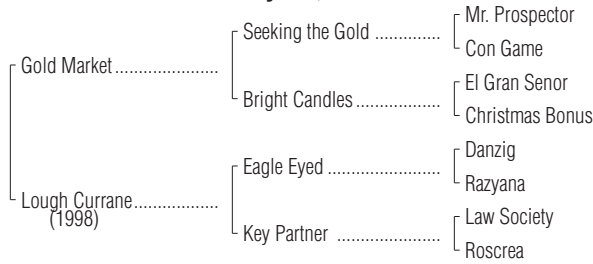 Mr. Prospector
Seeking the Gold ..............
Con Game
Gold Market......................
El Gran Senor
Bright Candles ..................
Christmas Bonus
Danzig
Eagle Eyed ........................
Razyana
Lough Currane..................
(1998)
Law Society
Key Partner ......................
Roscrea